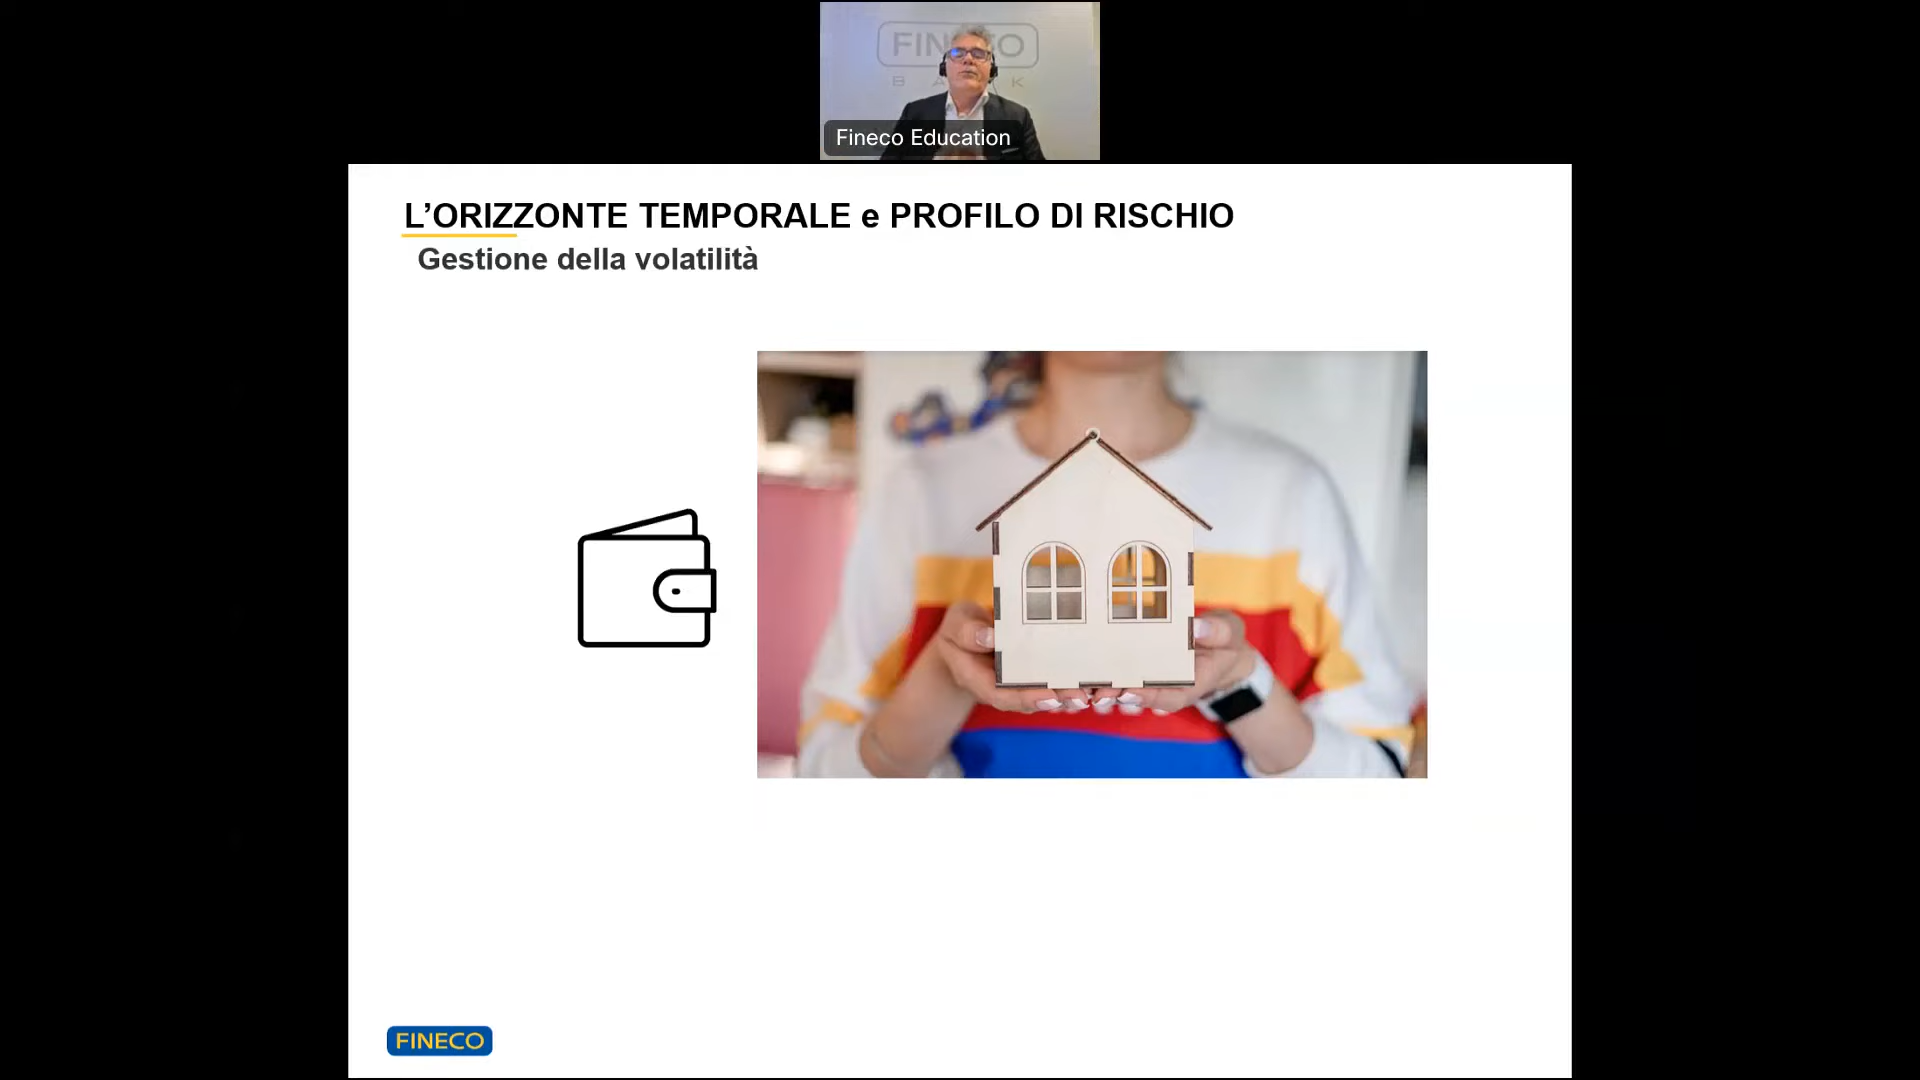 FINECO
BANK
Fineco Education
L’ORIZZONTE TEMPORALE e PROFILO DI RISCHIO
Gestione della volatilità
FINECO